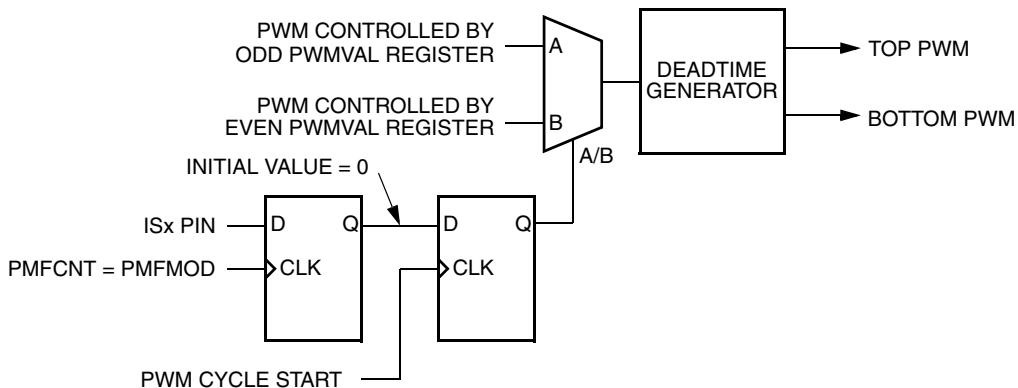 PWM CONTROLLED BY
ODD PWMVAL REGISTER
A
DEADTIME
GENERATOR
TOP PWM
PWM CONTROLLED BY
EVEN PWMVAL REGISTER
B
BOTTOM PWM
A/B
INITIAL VALUE = 0
ISx PIN
D
Q
D
Q
PMFCNT = PMFMOD
CLK
CLK
PWM CYCLE START